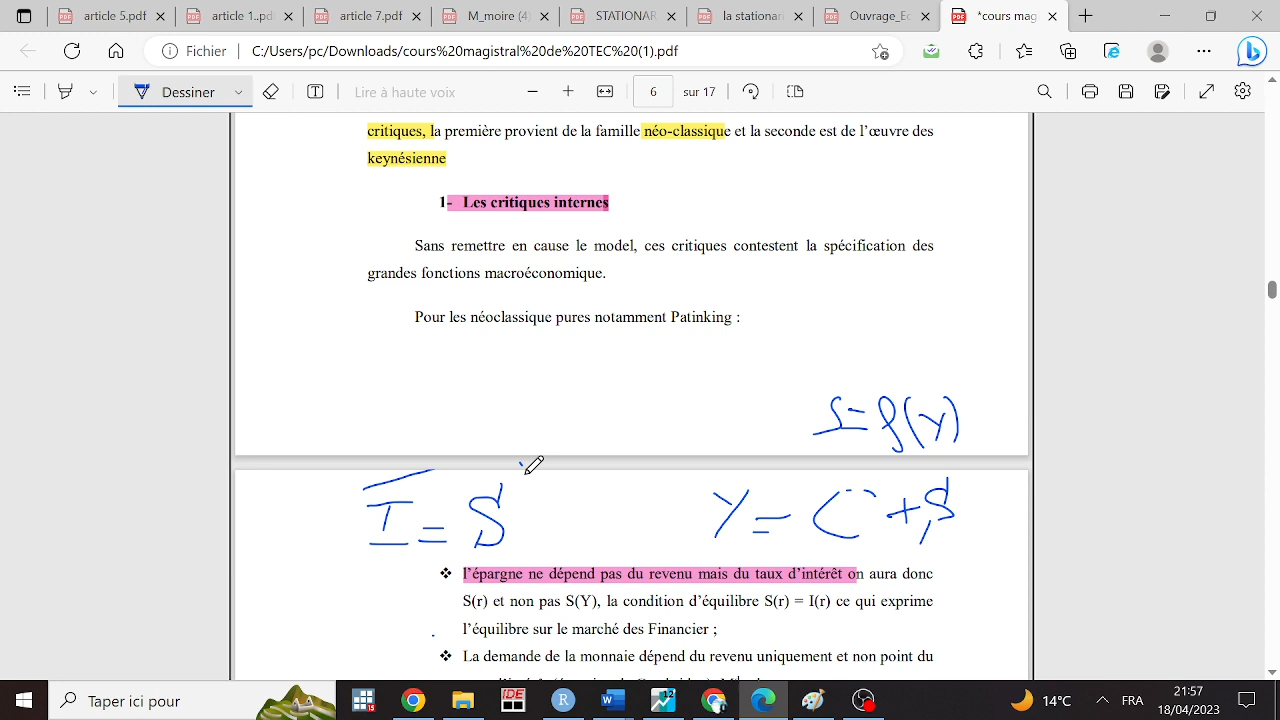 article 5.pdf
article 1.pdf
article 7.pdf
M_moire (4)
STATIONAR
la stationar
Ouvrage_Ec
*cours mag
Fichier
C:/Users/pc/Downloads/cours%20magistral%20de%20TEC%20(1).pdf
Dessiner
Lire à haute voix
6
sur 17
critiques, la première provient de la famille néo-classique et la seconde est de l'œuvre des
keynésienne
1- Les critiques internes
Sans remettre en cause le model, ces critiques contestent la spécification des
grandes fonctions macroéconomique.
Pour les néoclassique pures notamment Patinking :
S = f(Y)
I = S
Y = C + S
❖ l'épargne ne dépend pas du revenu mais du taux d'intérêt on aura donc
S(r) et non pas S(Y), la condition d'équilibre S(r) = I(r) ce qui exprime
l'équilibre sur le marché des Financier ;
❖ La demande de la monnaie dépend du revenu uniquement et non point du
Taper ici pour
15
IDE
R
12
14°C
FRA
21:57
18/04/2023